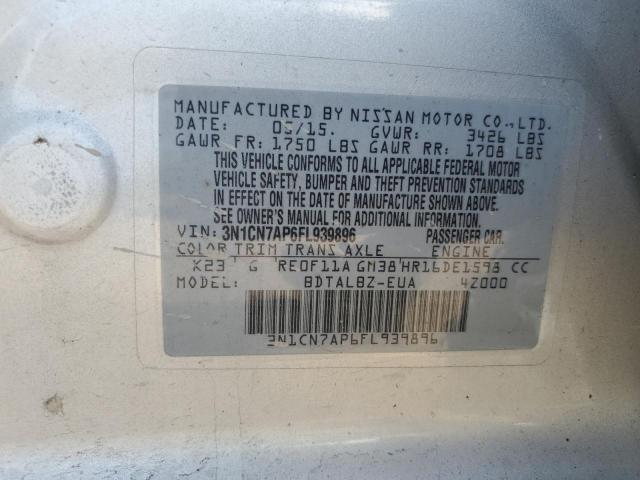 MANUFACTURED BY NISSAN MOTOR CO.,LTD.
DATE: 05/15. GVWR: 3426 LBS
GAWR FR: 1750 LBS GAWR RR: 1708 LBS
THIS VEHICLE CONFORMS TO ALL APPLICABLE FEDERAL MOTOR
VEHICLE SAFETY, BUMPER AND THEFT PREVENTION STANDARDS
IN EFFECT ON THE DATE OF MANUFACTURE SHOWN ABOVE.
SEE OWNER'S MANUAL FOR ADDITIONAL INFORMATION.
VIN: 3N1CN7AP6FL939896 PASSENGER CAR.
COLOR TRIM TRANS AXLE ENGINE
K23 G RE0F11A GM38 HR16DE1598 CC
MODEL: BDTALBZ-EUA 4Z000
3N1CN7AP6FL939896